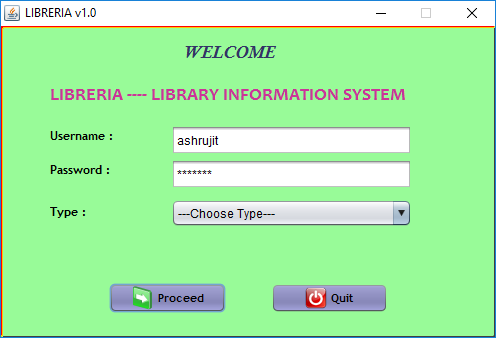 LIBRERIA v1.0
WELCOME
LIBRERIA ---- LIBRARY INFORMATION SYSTEM
Username : ashrujit
Password : *******
Type : ---Choose Type---
Proceed Quit